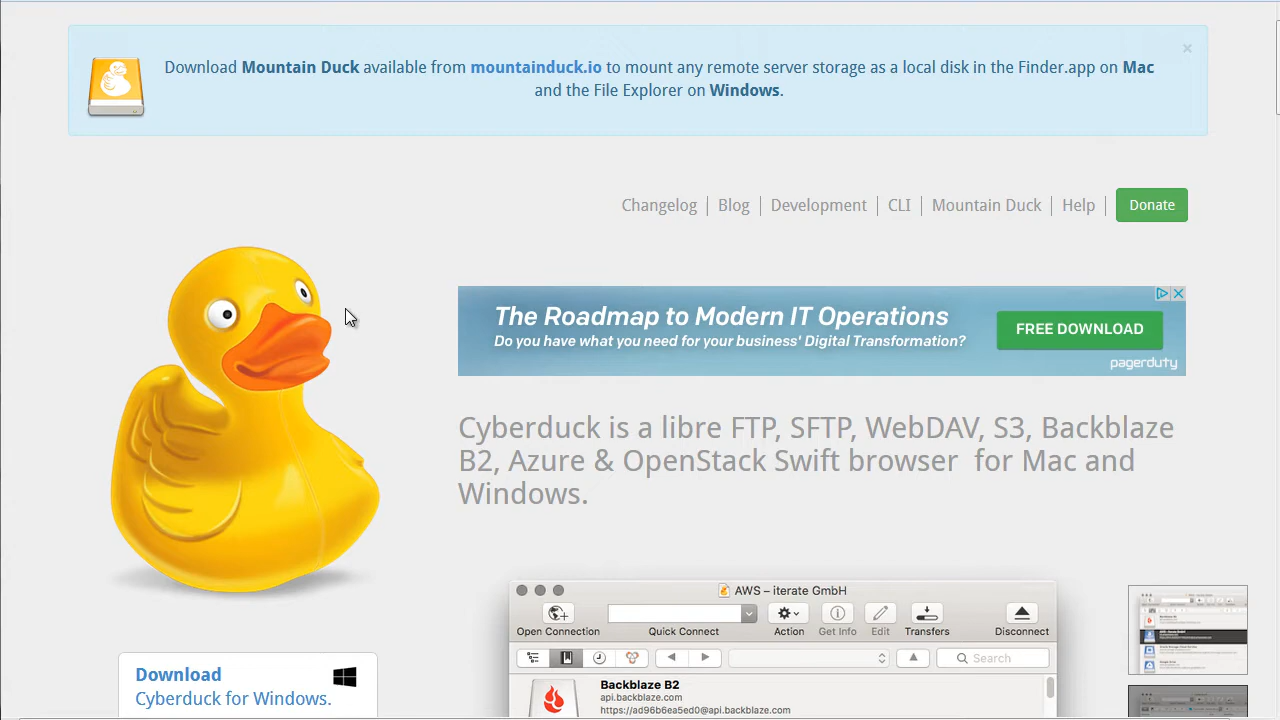 Download Mountain Duck available from mountainduck.io to mount any remote server storage as a local disk in the Finder.app on Mac
and the File Explorer on Windows.
×
Changelog
Blog
Development
CLI
Mountain Duck
Help
Donate
The Roadmap to Modern IT Operations
Do you have what you need for your business' Digital Transformation?
FREE DOWNLOAD
pagerduty
Cyberduck is a libre FTP, SFTP, WebDAV, S3, Backblaze
B2, Azure & OpenStack Swift browser for Mac and
Windows.
AWS – iterate GmbH
Open Connection
Quick Connect
Action
Get Info
Edit
Transfers
Disconnect
Search
Backblaze B2
api.backblaze.com
https://ad96b6ea5ed0@api.backblaze.com
Download
Cyberduck for Windows.